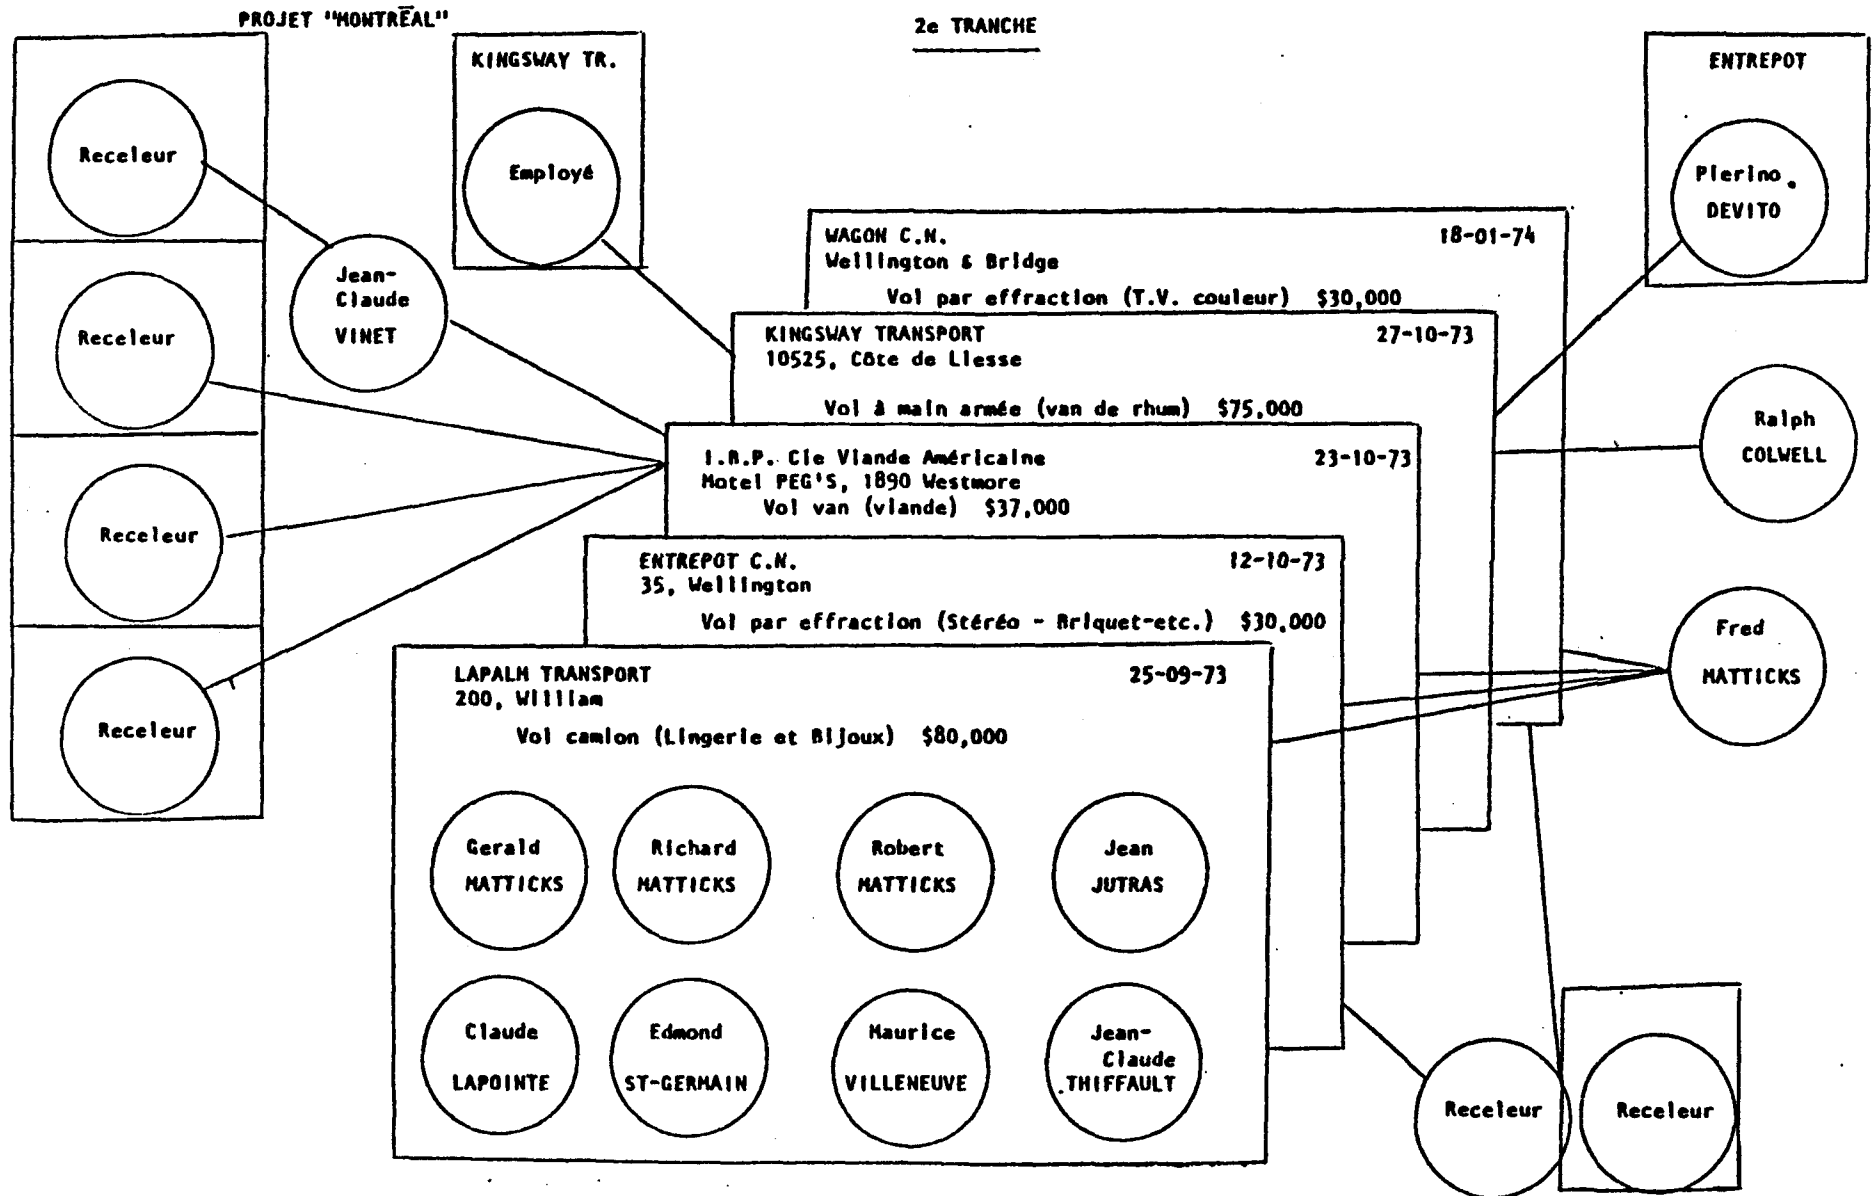 PROJET "MONTRÉAL"
2e TRANCHE
KINGSWAY TR.
Employé
ENTREPOT
Pierino
DEVITO
Receleur
Receleur
Receleur
Receleur
Jean-
Claude
VINET
WAGON C.N. 18-01-74
Wellington & Bridge
Vol par effraction (T.V. couleur) $30,000
KINGSWAY TRANSPORT 27-10-73
10525, Côte de Liesse
Vol à main armée (van de rhum) $75,000
I.B.P. Cie Viande Américaine 23-10-73
Motel PEG'S, 1890 Westmore
Vol van (viande) $37,000
ENTREPOT C.N. 12-10-73
35, Wellington
Vol par effraction (Stéréo - Briquet-etc.) $30,000
LAPALM TRANSPORT 25-09-73
200, William
Vol camion (Lingerie et Bijoux) $80,000
Gerald
MATTICKS
Richard
MATTICKS
Robert
MATTICKS
Jean
JUTRAS
Claude
LAPOINTE
Edmond
ST-GERMAIN
Maurice
VILLENEUVE
Jean-
Claude
THIFFAULT
Ralph
COLWELL
Fred
MATTICKS
Receleur
Receleur